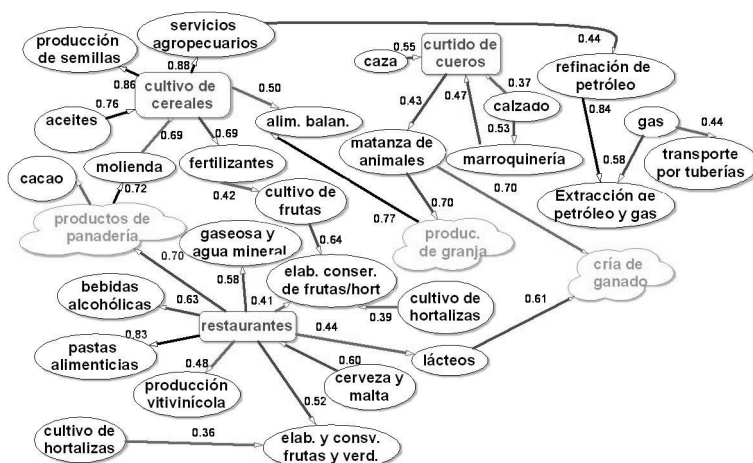 servicios
agropecuarios
producción
de semillas
0.88
0.86
cultivo de
cereales
0.50
0.76
aceites
0.69
0.69
alim. balan.
molienda
fertilizantes
cacao
0.72
0.42
cultivo de
frutas
productos de
panadería
0.77
gaseosa y
agua mineral
0.64
0.70
0.58
elab. conser.
de frutas/hort
bebidas
alcohólicas
0.63
0.41
0.39
cultivo de
hortalizas
restaurantes
0.44
0.83
pastas
alimenticias
0.48
0.60
lácteos
producción
vitivinícola
cerveza y
malta
0.52
cultivo de
hortalizas
0.36
elab. y consv.
frutas y verd.
0.55
caza
curtido de
cueros
0.44
refinación de
petróleo
0.37
0.43
0.47
calzado
0.84
gas
0.44
matanza de
animales
0.53
marroquinería
0.58
transporte
por tuberías
0.70
0.70
Extracción de
petróleo y gas
produc.
de granja
cría de
ganado
0.61